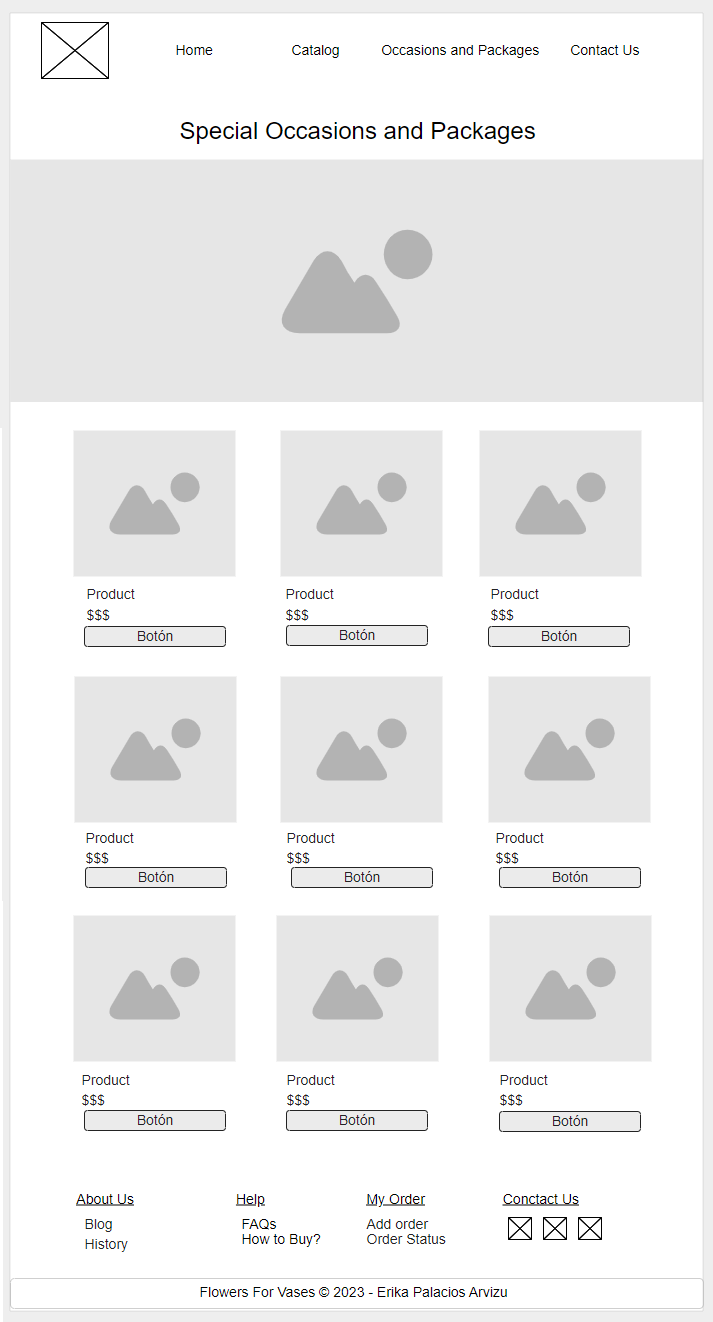 Home Catalog Occasions and Packages Contact Us
Special Occasions and Packages
Product Product Product
$$$ $$$ $$$
Botón Botón Botón
Product Product Product
$$$ $$$ $$$
Botón Botón Botón
Product Product Product
$$$ $$$ $$$
Botón Botón Botón
About Us Help My Order Conctact Us
Blog FAQs Add order
History How to Buy? Order Status
Flowers For Vases © 2023 - Erika Palacios Arvizu